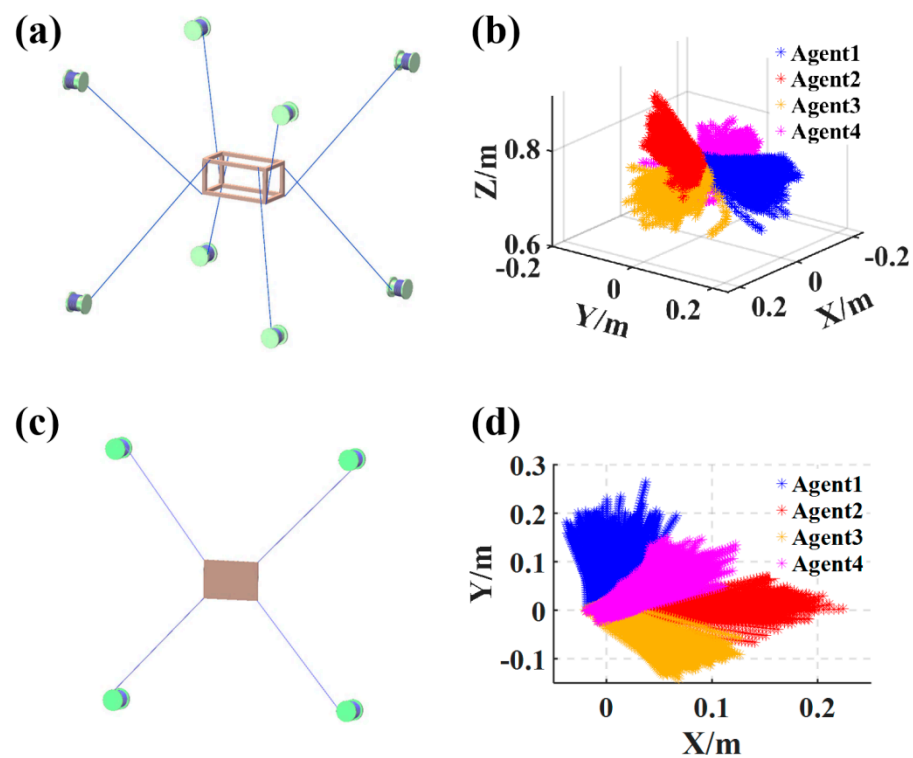 (a)
(b)
Agent1
Agent2
Agent3
Agent4
Z/m
0.8
0.6
-0.2
0
0.2
Y/m
0.2
0
-0.2
X/m
(c)
(d)
Agent1
Agent2
Agent3
Agent4
Y/m
0.3
0.2
0.1
0
-0.1
0
0.1
0.2
X/m